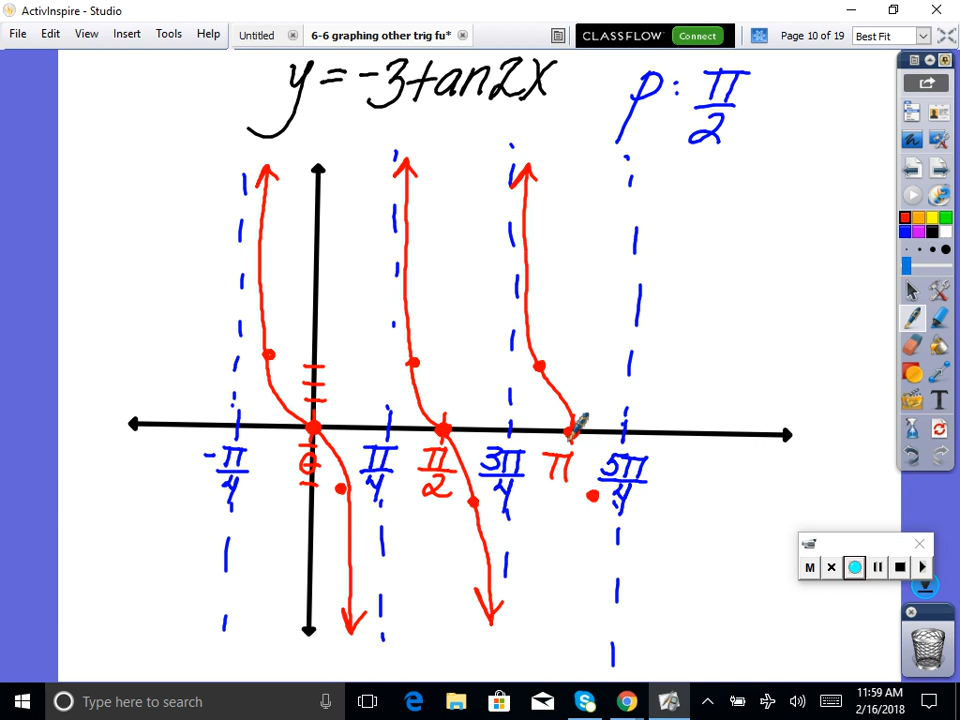 ActivInspire - Studio
File Edit View Insert Tools Help Untitled 6-6 graphing other trig fu* CLASSFLOW Connect Page 10 of 19 Best Fit
y = -3tan2x
p: π/2
-π/4 0 π/4 π/2 3π/4 π 5π/4
M
T
Type here to search
11:59 AM
2/16/2018